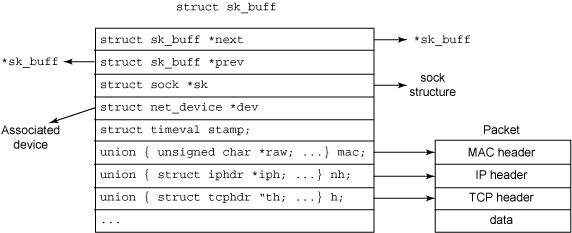 struct sk_buff
struct sk_buff *next
*sk_buff
*sk_buff
struct sk_buff *prev
struct sock *sk
sock
structure
struct net_device *dev
Associated
device
struct timeval stamp;
Packet
union { unsigned char *raw; ...} mac;
MAC header
union { struct iphdr *iph; ...} nh;
IP header
union { struct tcphdr "th; ...} h;
TCP header
...
data